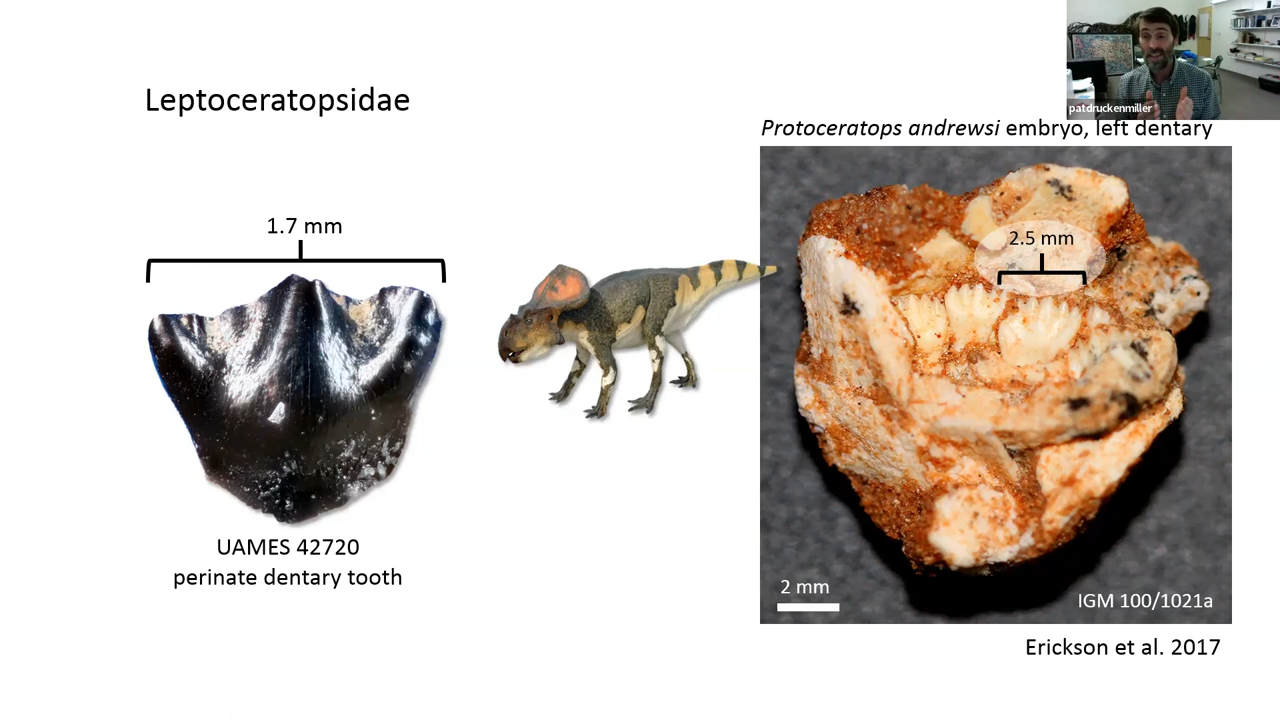 Leptoceratopsidae
patdruckenmiller
Protoceratops andrewsi embryo, left dentary
1.7 mm
2.5 mm
UAMES 42720
perinate dentary tooth
2 mm
IGM 100/1021a
Erickson et al. 2017